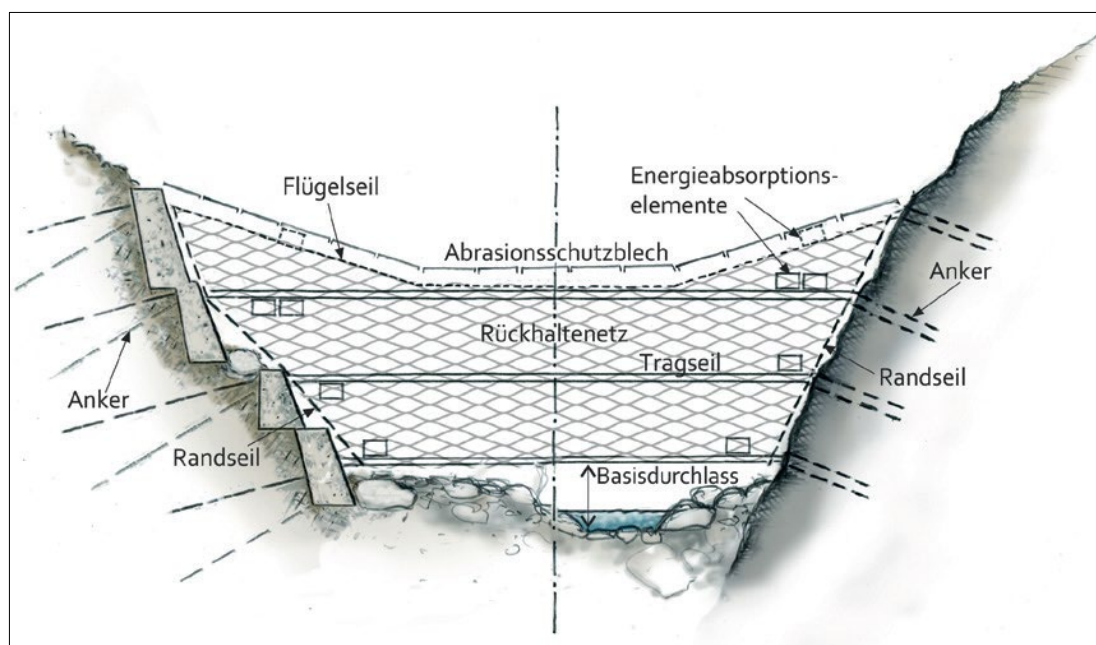 Flügelseil
Energieabsorptions-
elemente
Abrasionsschutzblech
Anker
Rückhaltenetz
Tragseil
Randseil
Anker
Randseil
Basisdurchlass